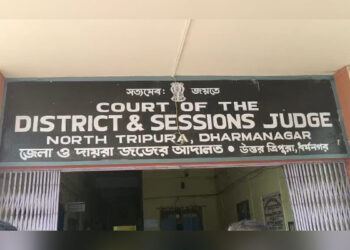 সত্যমেব জয়তে
COURT OF THE
DISTRICT & SESSIONS JUDGE
NORTH TRIPURA, DHARMANAGAR
জেলা ও দায়রা জজের আদালত • উত্তর ত্রিপুরা, ধর্মনগর